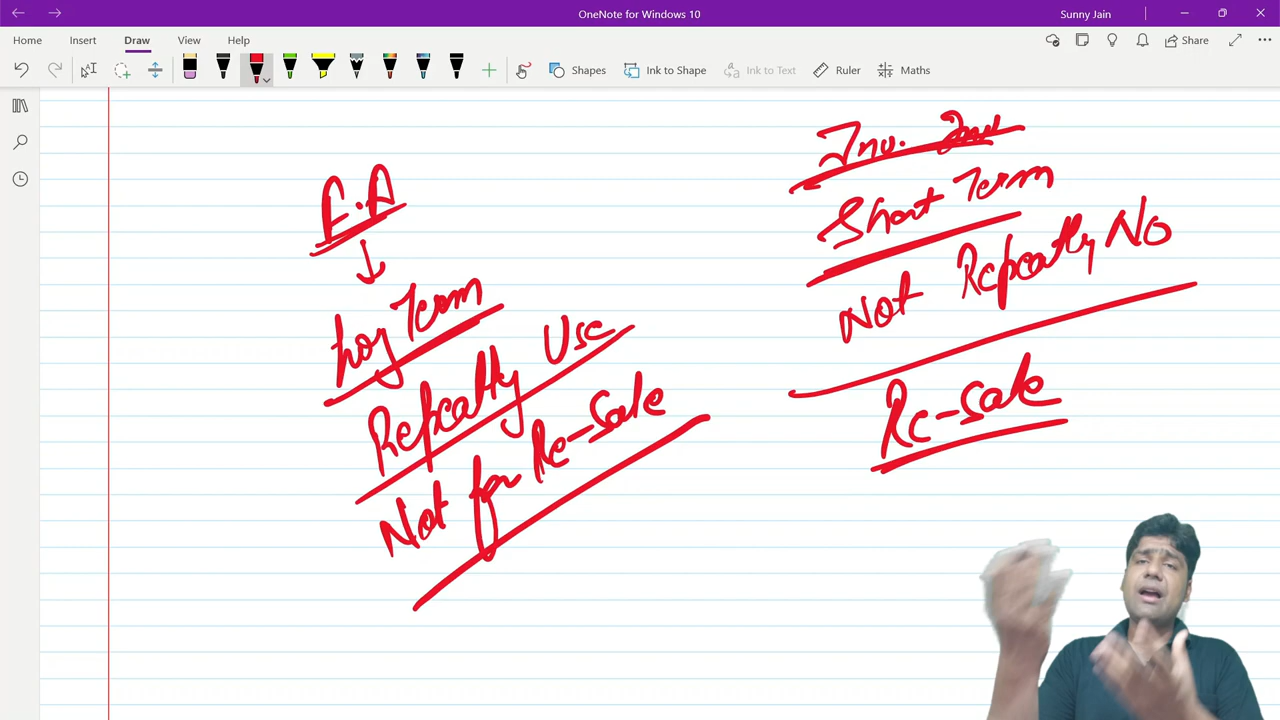 OneNote for Windows 10
Sunny Jain
Home Insert Draw View Help
Share
Shapes Ink to Shape Ink to Text Ruler Maths
F.A
Long Term
Repeatly Use
Not for Re-Sale
Inv.
Short Term
Not Repeatly No
Re-sale